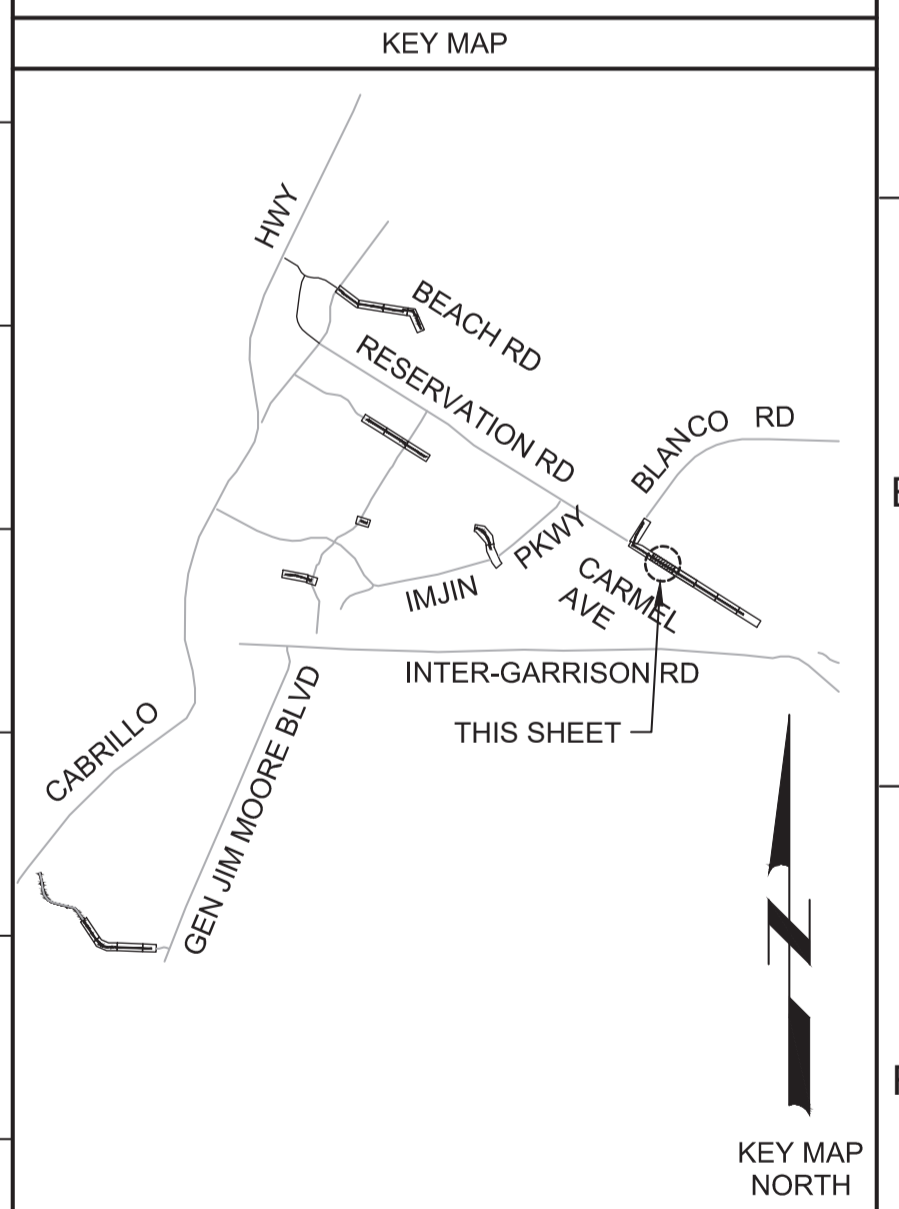 KEY MAP
HWY
BEACH RD
RESERVATION RD
BLANCO RD
IMJIN PKWY
CARMEL
AVE
INTER-GARRISON RD
THIS SHEET
CABRILLO
GEN JIM MOORE BLVD
N
KEY MAP
NORTH